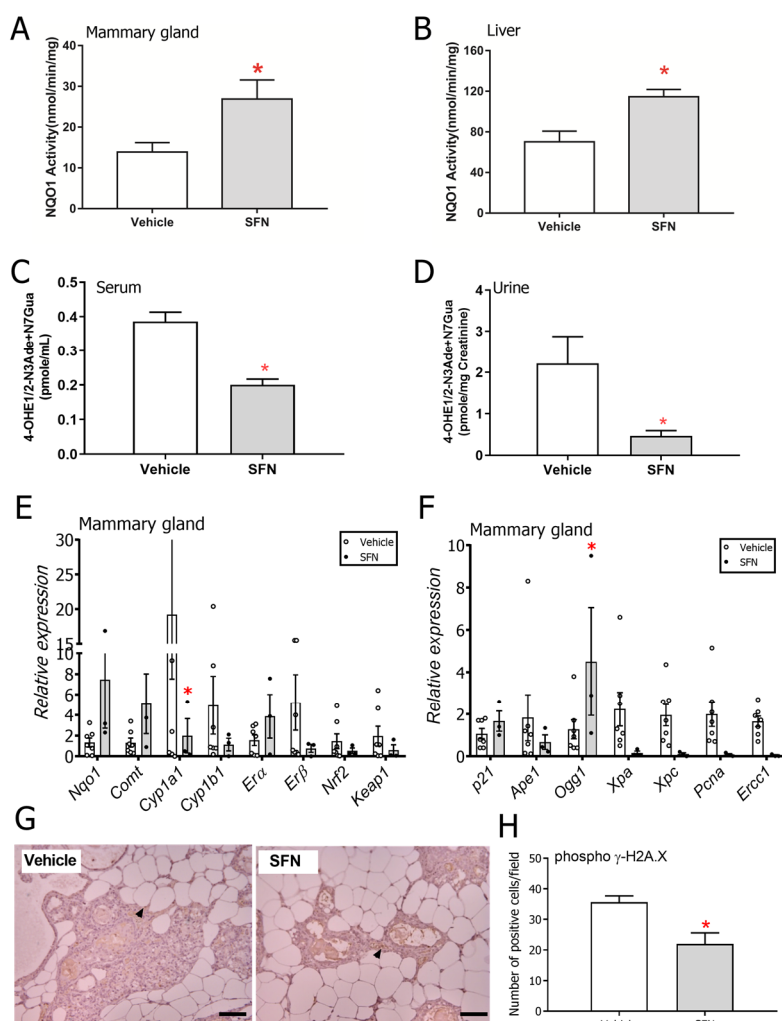 A
Mammary gland
NQO1 Activity(nmol/min/mg)
40
30
20
10
0
*
Vehicle
SFN
B
Liver
NQO1 Activity(nmol/min/mg)
160
120
80
40
0
*
Vehicle
SFN
C
Serum
4-OHE1/2-N3Ade+N7Gua
(pmole/mL)
0.5
0.4
0.3
0.2
0.1
0.0
*
Vehicle
SFN
D
Urine
4-OHE1/2-N3Ade+N7Gua
(pmole/mg Creatinine)
4
3
2
1
0
*
Vehicle
SFN
E
Mammary gland
Relative expression
30
20
15
10
8
6
4
2
0
Vehicle
SFN
*
Nqo1
Comt
Cyp1a1
Cyp1b1
Erα
Erβ
Nrf2
Keap1
F
Mammary gland
Relative expression
10
8
6
4
2
0
Vehicle
SFN
*
p21
Ape1
Ogg1
Xpa
Xpc
Pcna
Ercc1
G
Vehicle
SFN
H
phospho γ-H2A.X
Number of positive cells/field
50
40
30
20
10
0
*